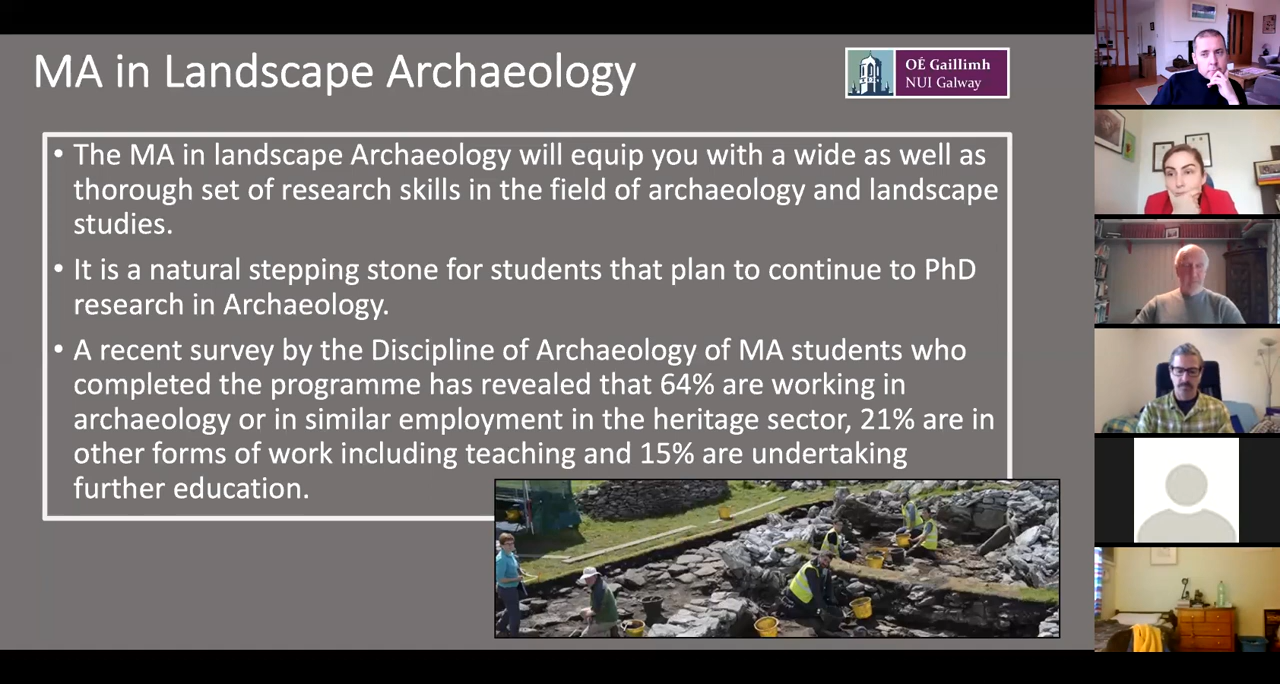 MA in Landscape Archaeology
OÉ Gaillimh
NUI Galway
• The MA in landscape Archaeology will equip you with a wide as well as
thorough set of research skills in the field of archaeology and landscape
studies.
• It is a natural stepping stone for students that plan to continue to PhD
research in Archaeology.
• A recent survey by the Discipline of Archaeology of MA students who
completed the programme has revealed that 64% are working in
archaeology or in similar employment in the heritage sector, 21% are in
other forms of work including teaching and 15% are undertaking
further education.